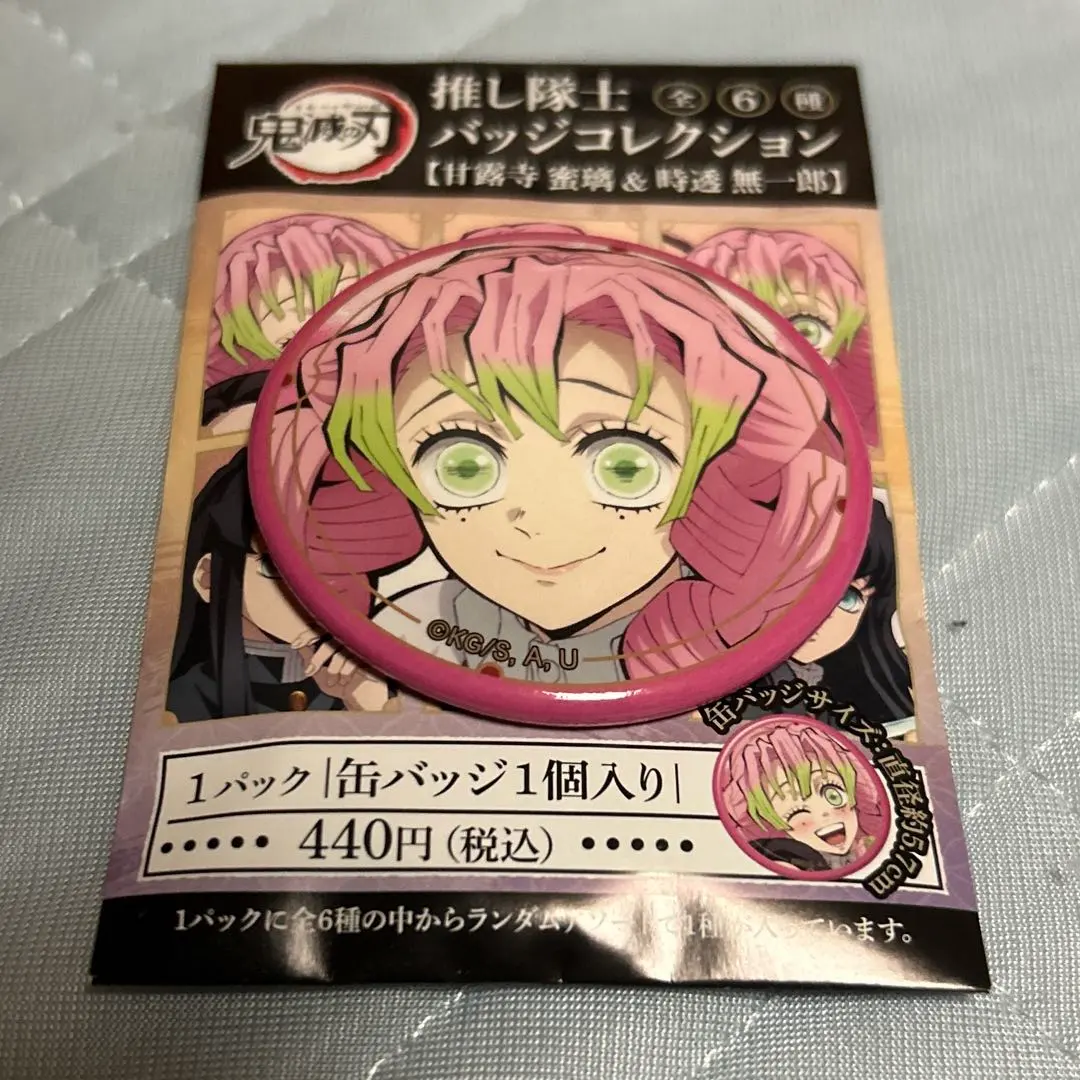 鬼滅の刃
推し隊士 全6種
バッジコレクション
【甘露寺 蜜璃 & 時透 無一郎】
©KG/S, A, U
缶バッジサイズ:直径約5.7cm
1パック|缶バッジ1個入り|
440円(税込)
1パックに全6種の中からランダムアソートで1種が入っています。